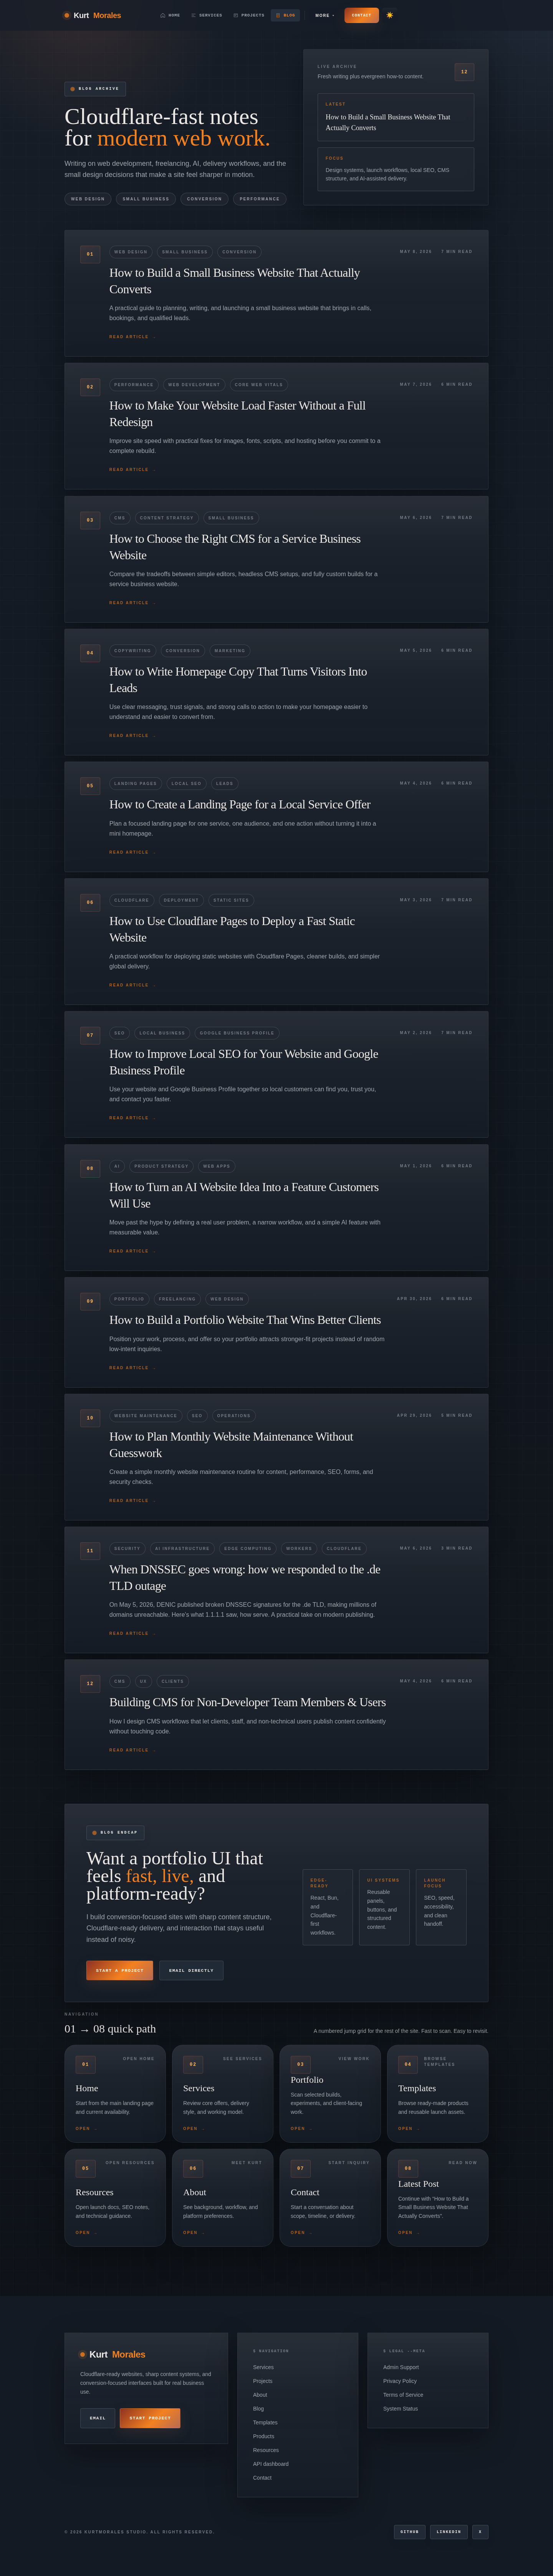 Kurt Morales
HOME
SERVICES
PROJECTS
BLOG
MORE
CONTACT
BLOG ARCHIVE
Cloudflare-fast notes
for modern web work.
Writing on web development, freelancing, AI, delivery workflows, and the
small design decisions that make a site feel sharper in motion.
WEB DESIGN
SMALL BUSINESS
CONVERSION
PERFORMANCE
LIVE ARCHIVE
Fresh writing plus evergreen how-to content.
12
LATEST
How to Build a Small Business Website That
Actually Converts
FOCUS
Design systems, launch workflows, local SEO, CMS
structure, and AI-assisted delivery.
01
WEB DESIGN
SMALL BUSINESS
CONVERSION
MAY 8, 2026 7 MIN READ
How to Build a Small Business Website That Actually
Converts
A practical guide to planning, writing, and launching a small business website that brings in calls,
bookings, and qualified leads.
READ ARTICLE
02
PERFORMANCE
WEB DEVELOPMENT
CORE WEB VITALS
MAY 7, 2026 6 MIN READ
How to Make Your Website Load Faster Without a Full
Redesign
Improve site speed with practical fixes for images, fonts, scripts, and hosting before you commit to a
complete rebuild.
READ ARTICLE
03
CMS
CONTENT STRATEGY
SMALL BUSINESS
MAY 6, 2026 7 MIN READ
How to Choose the Right CMS for a Service Business
Website
Compare the tradeoffs between simple editors, headless CMS setups, and fully custom builds for a
service business website.
READ ARTICLE
04
COPYWRITING
CONVERSION
MARKETING
MAY 5, 2026 6 MIN READ
How to Write Homepage Copy That Turns Visitors Into
Leads
Use clear messaging, trust signals, and strong calls to action to make your homepage easier to
understand and easier to convert from.
READ ARTICLE
05
LANDING PAGES
LOCAL SEO
LEADS
MAY 4, 2026 6 MIN READ
How to Create a Landing Page for a Local Service Offer
Plan a focused landing page for one service, one audience, and one action without turning it into a
mini homepage.
READ ARTICLE
06
CLOUDFLARE
DEPLOYMENT
STATIC SITES
MAY 3, 2026 7 MIN READ
How to Use Cloudflare Pages to Deploy a Fast Static
Website
A practical workflow for deploying static websites with Cloudflare Pages, cleaner builds, and simpler
global delivery.
READ ARTICLE
07
SEO
LOCAL BUSINESS
GOOGLE BUSINESS PROFILE
MAY 2, 2026 7 MIN READ
How to Improve Local SEO for Your Website and Google
Business Profile
Use your website and Google Business Profile together so local customers can find you, trust you,
and contact you faster.
READ ARTICLE
08
AI
PRODUCT STRATEGY
WEB APPS
MAY 1, 2026 6 MIN READ
How to Turn an AI Website Idea Into a Feature Customers
Will Use
Move past the hype by defining a real user problem, a narrow workflow, and a simple AI feature with
measurable value.
READ ARTICLE
09
PORTFOLIO
FREELANCING
WEB DESIGN
How to Build a Portfolio Website That Wins Better Clients
Position your work, process, and offer so your portfolio attracts stronger-fit projects instead of random
low-intent inquiries.
READ ARTICLE
10
WEBSITE MAINTENANCE
SEO
OPERATIONS
How to Plan Monthly Website Maintenance Without
Guesswork
Create a simple monthly website maintenance routine for content, performance, SEO, forms, and
security checks.
READ ARTICLE
11
SECURITY
AI INFRASTRUCTURE
EDGE COMPUTING
WORKERS
CLOUDFLARE
MAY 6, 2026 3 MIN READ
When DNSSEC goes wrong: how we responded to the .de
TLD outage
On May 5, 2026, DENIC published broken DNSSEC signatures for the .de TLD, making millions of
domains unreachable. Here's what 1.1.1.1 saw, how serve. A practical take on modern publishing.
READ ARTICLE
12
CMS
UX
CLIENTS
MAY 4, 2026 6 MIN READ
Building CMS for Non-Developer Team Members & Users
How I design CMS workflows that let clients, staff, and non-technical users publish content confidently
without touching code.
READ ARTICLE
BLOG ENDCAP
Want a portfolio UI that
feels fast, live, and
platform-ready?
I build conversion-focused sites with sharp content structure,
Cloudflare-ready delivery, and interaction that stays useful
instead of noisy.
START A PROJECT
EMAIL DIRECTLY
EDGE-
READY
React, Bun,
and
Cloudflare-
first
workflows.
UI SYSTEMS
Reusable
panels,
buttons, and
structured
content.
LAUNCH
FOCUS
SEO, speed,
accessibility,
and clean
handoff.
NAVIGATION
01 → 08 quick path
A numbered jump grid for the rest of the site. Fast to scan. Easy to revisit.
01
OPEN HOME
Home
Start from the main landing page
and current availability.
OPEN
02
SEE SERVICES
Services
Review core offers, delivery
style, and working model.
OPEN
03
VIEW WORK
Portfolio
Scan selected builds,
experiments, and client-facing
work.
OPEN
04
BROWSE
TEMPLATES
Templates
Browse ready-made products
and reusable launch assets.
OPEN
05
OPEN RESOURCES
Resources
Open launch docs, SEO notes,
and technical guidance.
OPEN
06
MEET KURT
About
See background, workflow, and
platform preferences.
OPEN
07
START INQUIRY
Contact
Start a conversation about
scope, timeline, or delivery.
OPEN
08
READ NOW
Latest Post
Continue with "How to Build a
Small Business Website That
Actually Converts".
OPEN
Kurt Morales
Cloudflare-ready websites, sharp content systems, and
conversion-focused interfaces built for real business
use.
EMAIL
START PROJECT
NAVIGATION
Services
Projects
About
Blog
Templates
Products
Resources
API dashboard
Contact
LEGAL --META
Admin Support
Privacy Policy
Terms of Service
System Status
© 2026 KURTMORALES STUDIO. ALL RIGHTS RESERVED.
GITHUB
LINKEDIN
X